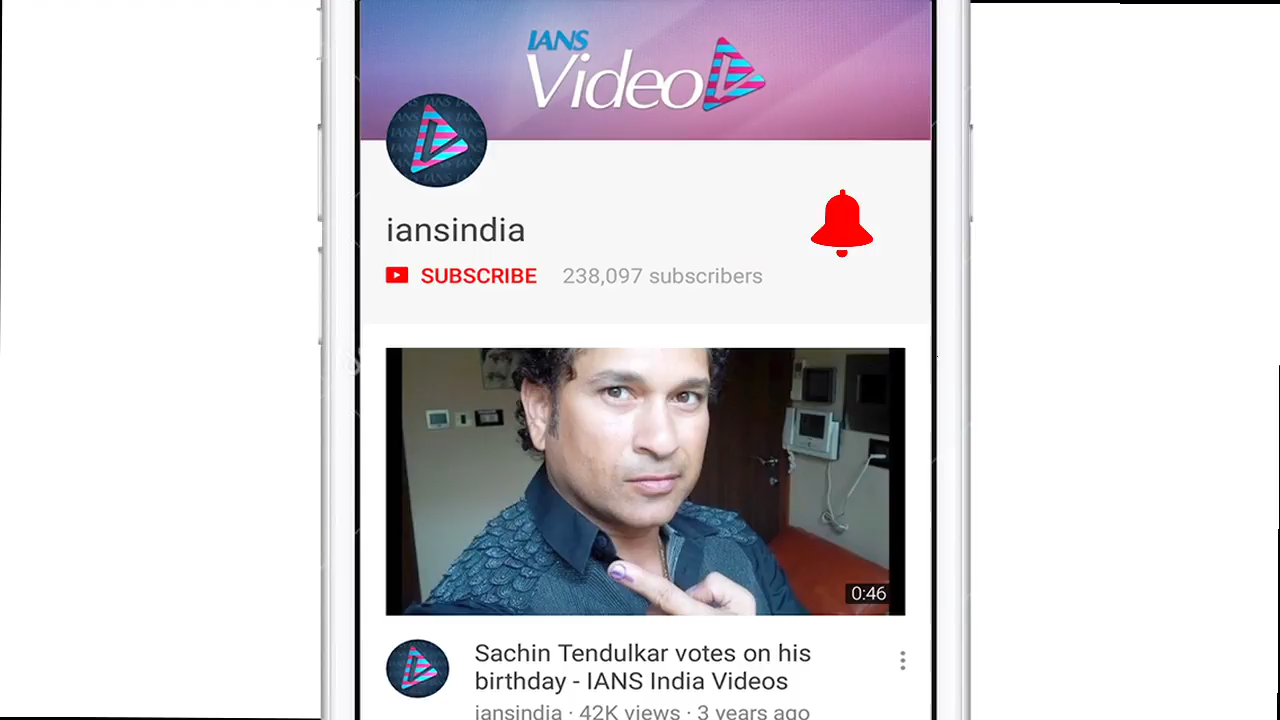 IANS
Video
iansindia
SUBSCRIBE 238,097 subscribers
0:46
Sachin Tendulkar votes on his
birthday - IANS India Videos
iansindia · 42K views · 3 years ago